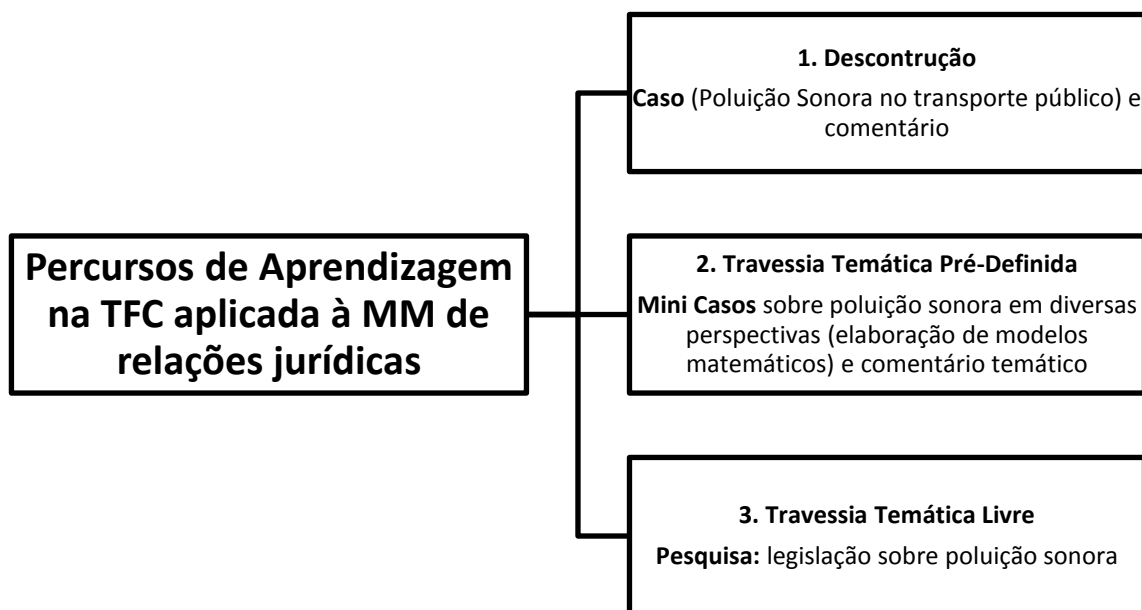 Percursos de Aprendizagem
na TFC aplicada à MM de
relações jurídicas
1. Descontrução
Caso (Poluição Sonora no transporte público) e
comentário
2. Travessia Temática Pré-Definida
Mini Casos sobre poluição sonora em diversas
perspectivas (elaboração de modelos
matemáticos) e comentário temático
3. Travessia Temática Livre
Pesquisa: legislação sobre poluição sonora